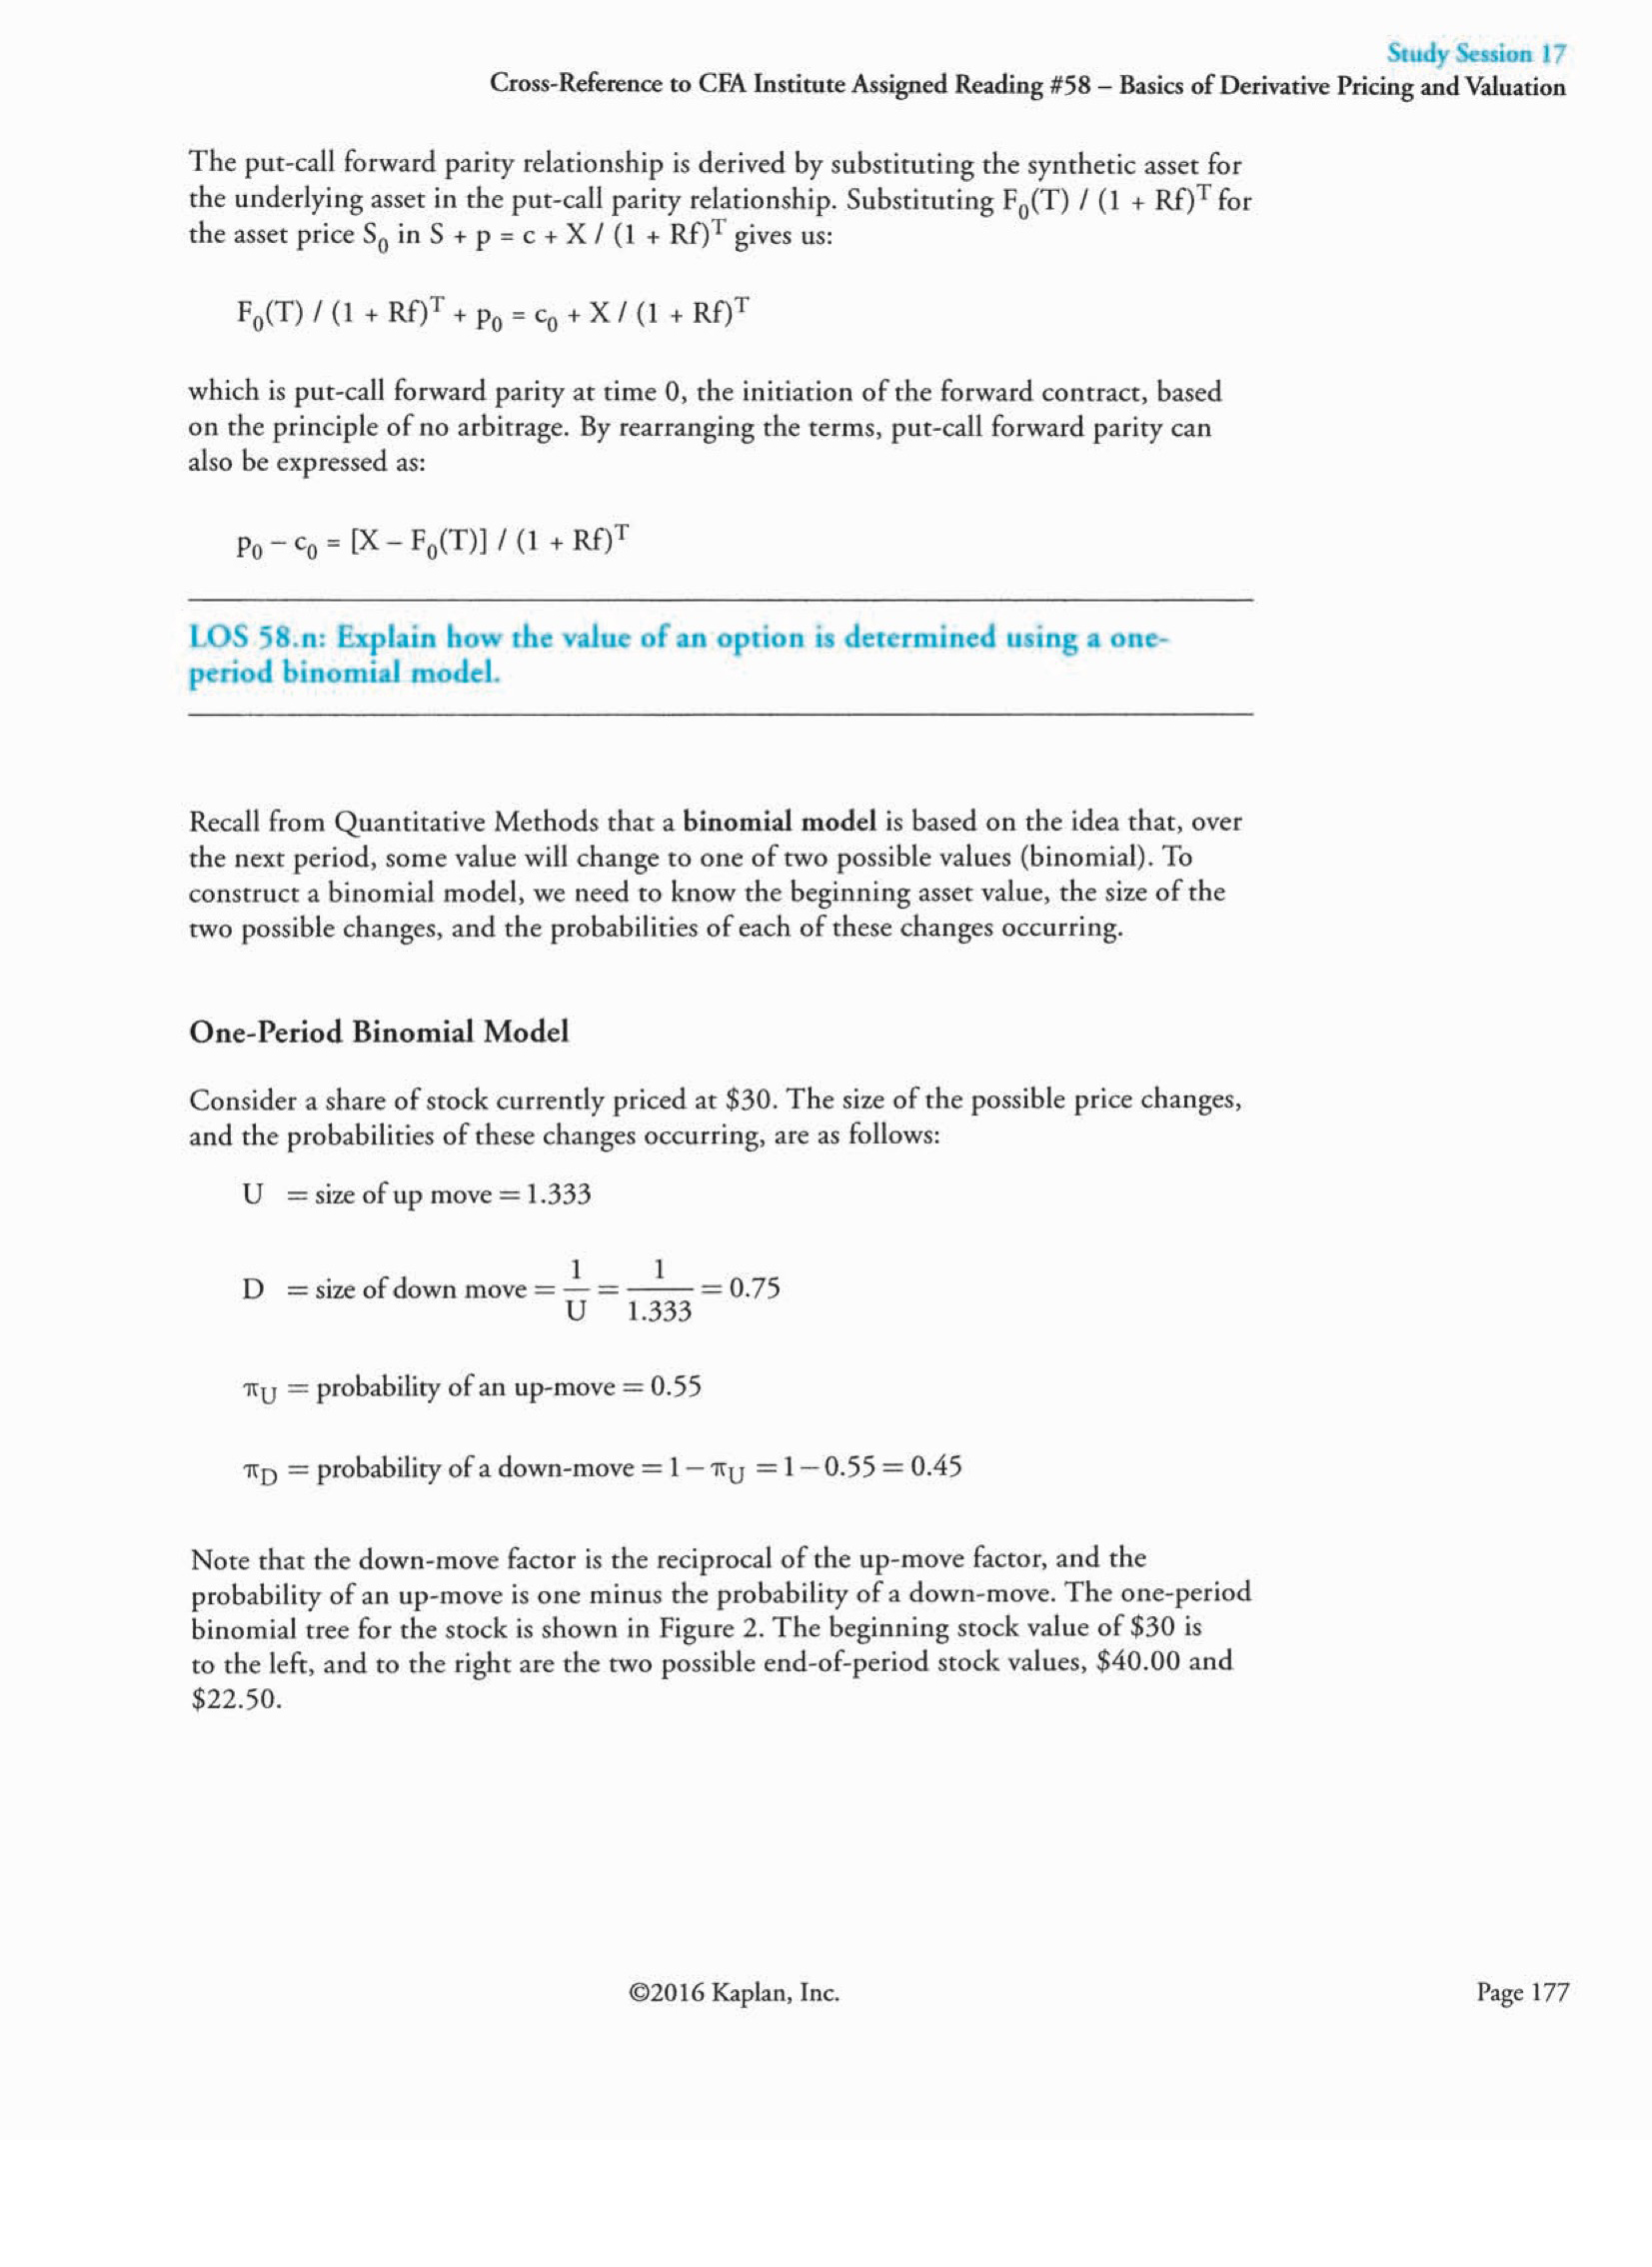 Study Session 17
Cross-Reference to CFA Institute Assigned Reading #58 – Basics of Derivative Pricing and Valuation
The put-call forward parity relationship is derived by substituting the synthetic asset for
the underlying asset in the put-call parity relationship. Substituting F₀(T) / (1 + Rf)ᵀ for
the asset price S₀ in S + p = c + X / (1 + Rf)ᵀ gives us:
F₀(T) / (1 + Rf)ᵀ + p₀ = c₀ + X / (1 + Rf)ᵀ
which is put-call forward parity at time 0, the initiation of the forward contract, based
on the principle of no arbitrage. By rearranging the terms, put-call forward parity can
also be expressed as:
p₀ – c₀ = [X – F₀(T)] / (1 + Rf)ᵀ
LOS 58.n: Explain how the value of an option is determined using a one-
period binomial model.
Recall from Quantitative Methods that a binomial model is based on the idea that, over
the next period, some value will change to one of two possible values (binomial). To
construct a binomial model, we need to know the beginning asset value, the size of the
two possible changes, and the probabilities of each of these changes occurring.
One-Period Binomial Model
Consider a share of stock currently priced at $30. The size of the possible price changes,
and the probabilities of these changes occurring, are as follows:
U = size of up move = 1.333
D = size of down move = 1/U = 1/1.333 = 0.75
π_U = probability of an up-move = 0.55
π_D = probability of a down-move = 1 – π_U = 1 – 0.55 = 0.45
Note that the down-move factor is the reciprocal of the up-move factor, and the
probability of an up-move is one minus the probability of a down-move. The one-period
binomial tree for the stock is shown in Figure 2. The beginning stock value of $30 is
to the left, and to the right are the two possible end-of-period stock values, $40.00 and
$22.50.
©2016 Kaplan, Inc.
Page 177